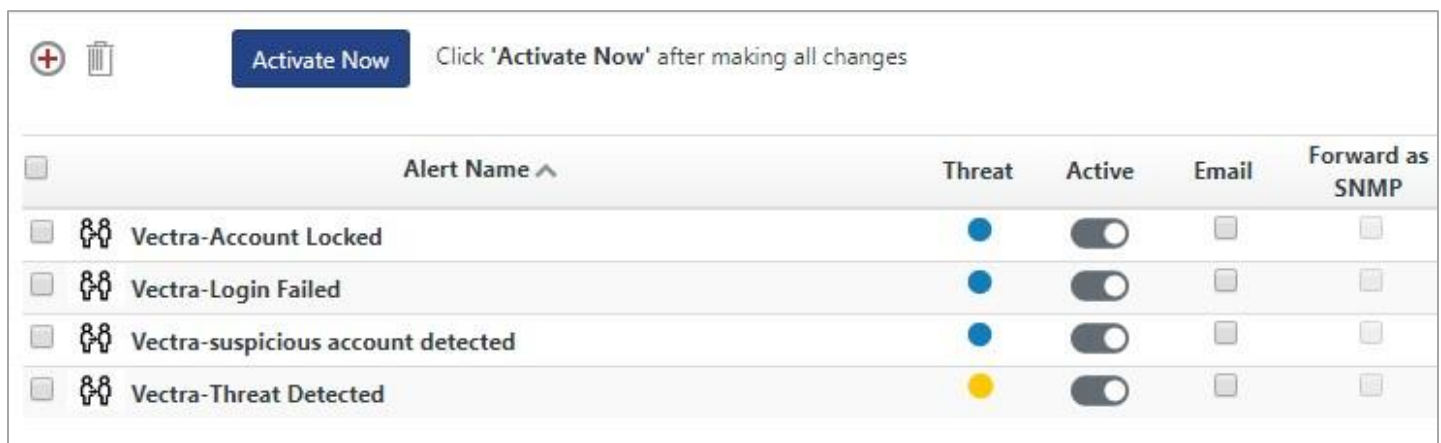 Activate Now Click 'Activate Now' after making all changes
Alert Name Threat Active Email Forward as
SNMP
Vectra-Account Locked
Vectra-Login Failed
Vectra-suspicious account detected
Vectra-Threat Detected